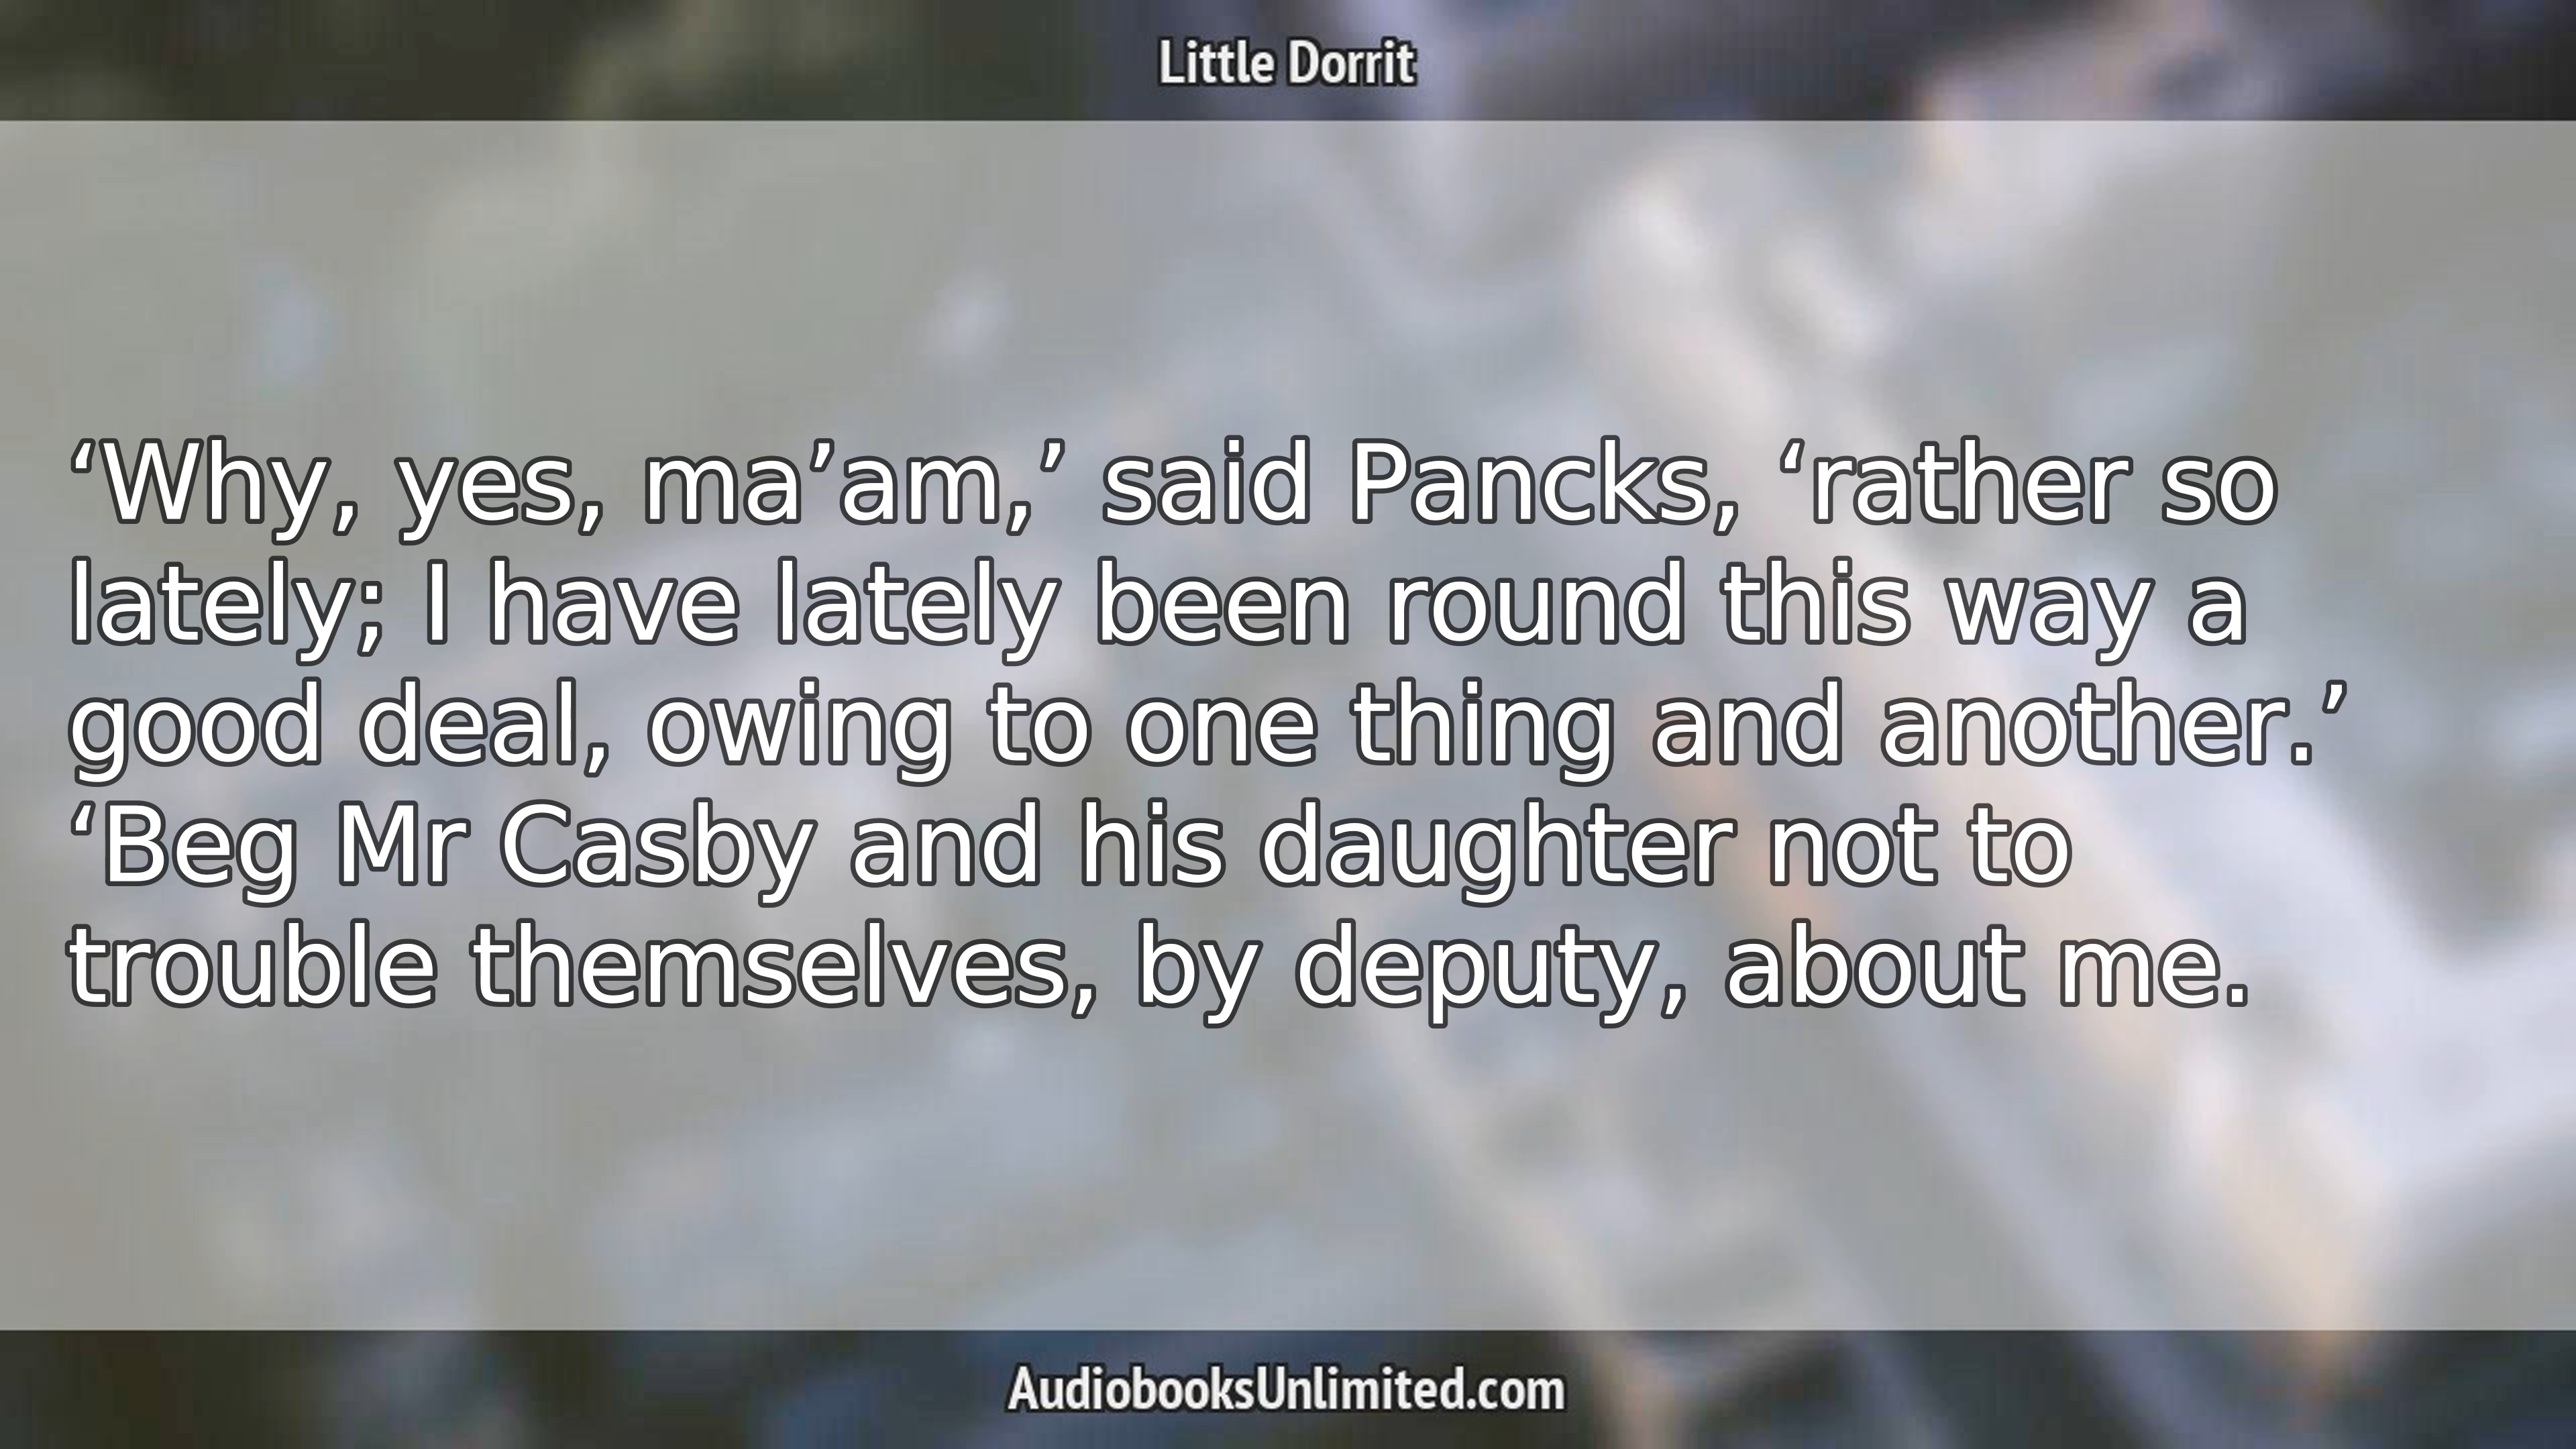 Little Dorrit
‘Why, yes, ma’am,’ said Pancks, ‘rather so
lately; I have lately been round this way a
good deal, owing to one thing and another.’
‘Beg Mr Casby and his daughter not to
trouble themselves, by deputy, about me.
AudiobooksUnlimited.com